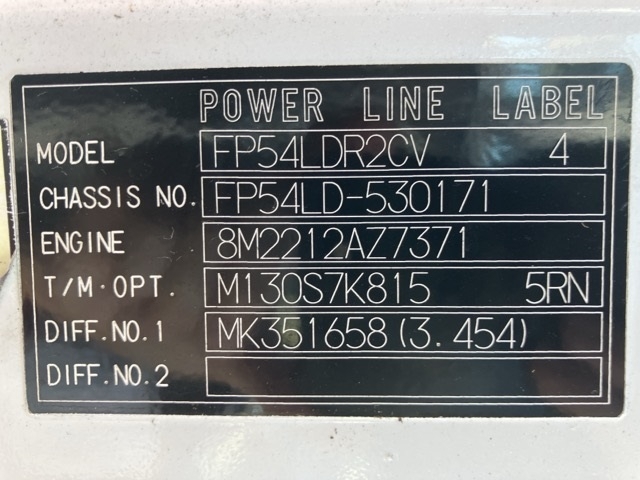 POWER LINE LABEL
MODEL FP54LDR2CV 4
CHASSIS NO. FP54LD-530171
ENGINE 8M2212AZ7371
T/M·OPT. M130S7K815 5RN
DIFF.NO.1 MK351658(3.454)
DIFF.NO.2